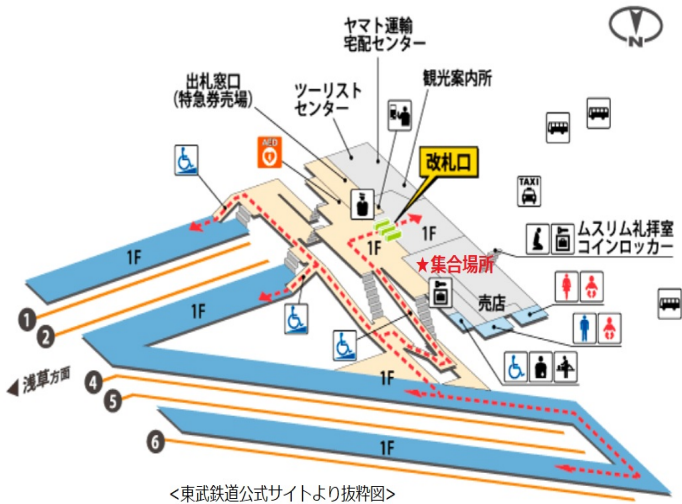 ヤマト運輸
宅配センター
N
出札窓口
(特急券売場)
ツーリスト
センター
観光案内所
AED
改札口
TAXI
1F
1F
1F
ムスリム礼拝室
コインロッカー
★集合場所
1F
売店
1
2
浅草方面
4
5
1F
6
1F
<東武鉄道公式サイトより抜粋図>